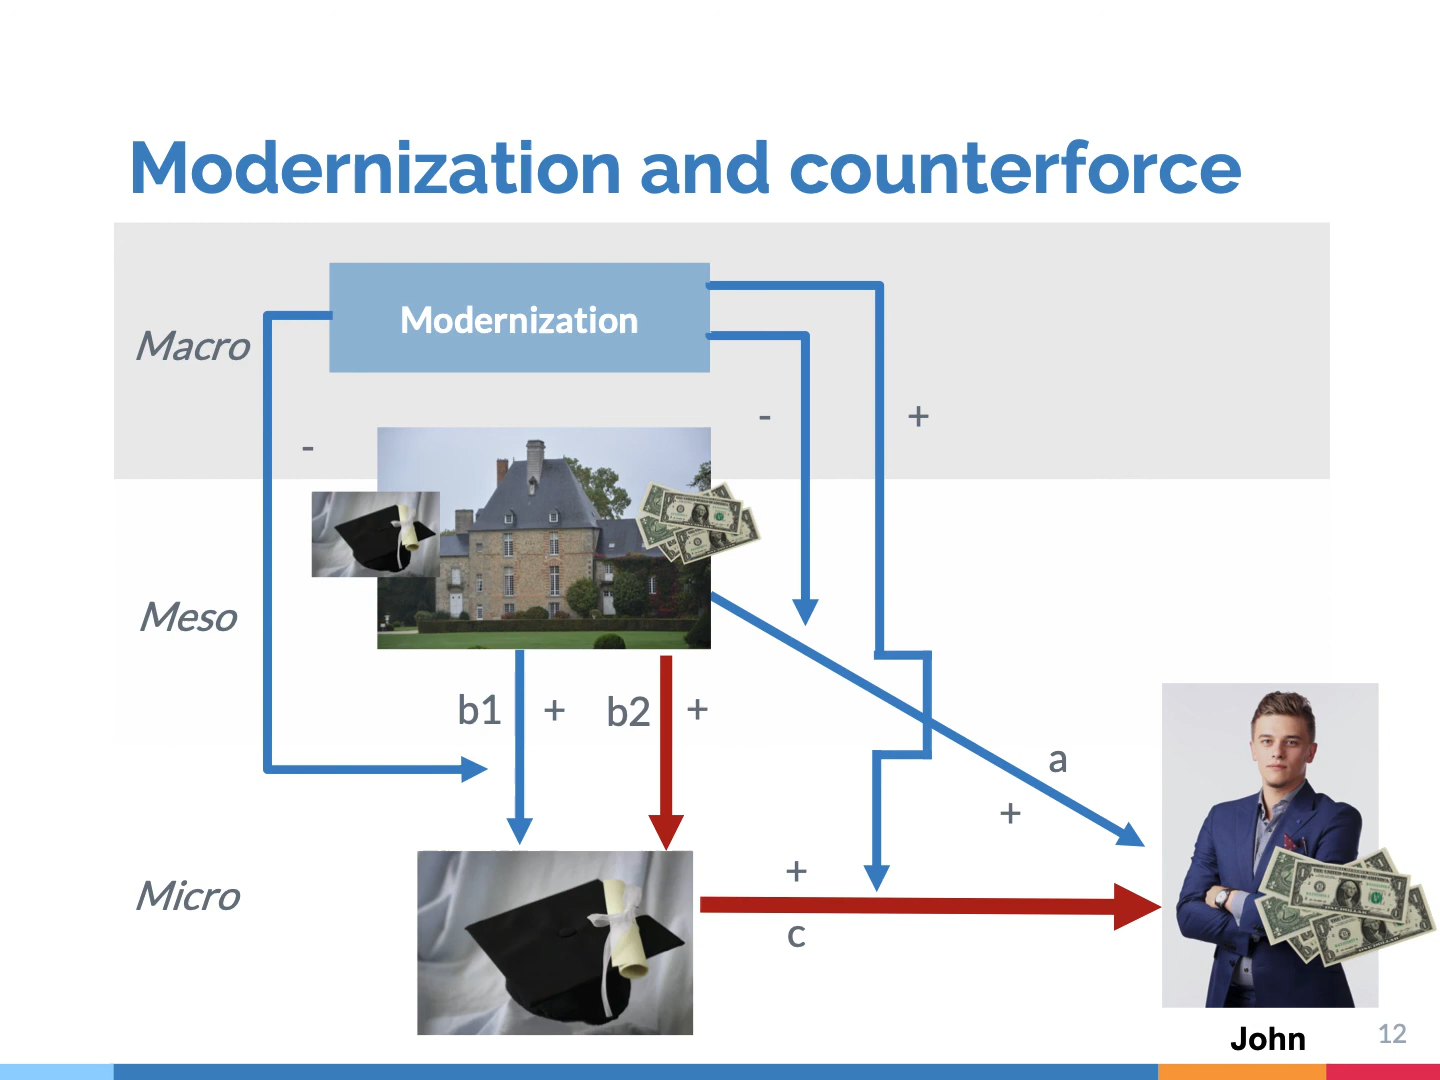 Modernization and counterforce
Macro
Modernization
-
-
+
Meso
b1
+
b2
+
a
+
Micro
+
c
John
12